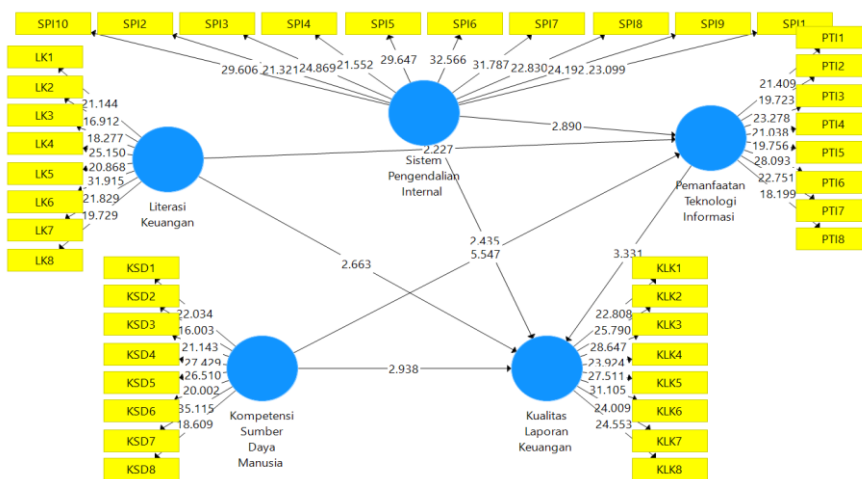 SPI10 SPI2 SPI3 SPI4 SPI5 SPI6 SPI7 SPI8 SPI9 SPI1
29.606 21.321 24.869 21.552 29.647 32.566 31.787 22.830 24.192 23.099
LK1
LK2
LK3
LK4
LK5
LK6
LK7
LK8
21.144
16.912
18.277
25.150
20.868
31.915
21.829
19.729
Literasi
Keuangan
Sistem
Pengendalian
Internal
PTI1
PTI2
PTI3
PTI4
PTI5
PTI6
PTI7
PTI8
21.409
19.723
23.278
21.038
19.756
28.093
22.751
18.199
Pemanfaatan
Teknologi
Informasi
2.890
2.227
2.435
5.547
3.331
2.663
2.938
KSD1
KSD2
KSD3
KSD4
KSD5
KSD6
KSD7
KSD8
22.034
16.003
21.143
27.429
26.510
20.002
35.115
18.609
Kompetensi
Sumber
Daya
Manusia
KLK1
KLK2
KLK3
KLK4
KLK5
KLK6
KLK7
KLK8
22.808
25.790
28.647
23.924
27.511
31.105
24.009
24.553
Kualitas
Laporan
Keuangan